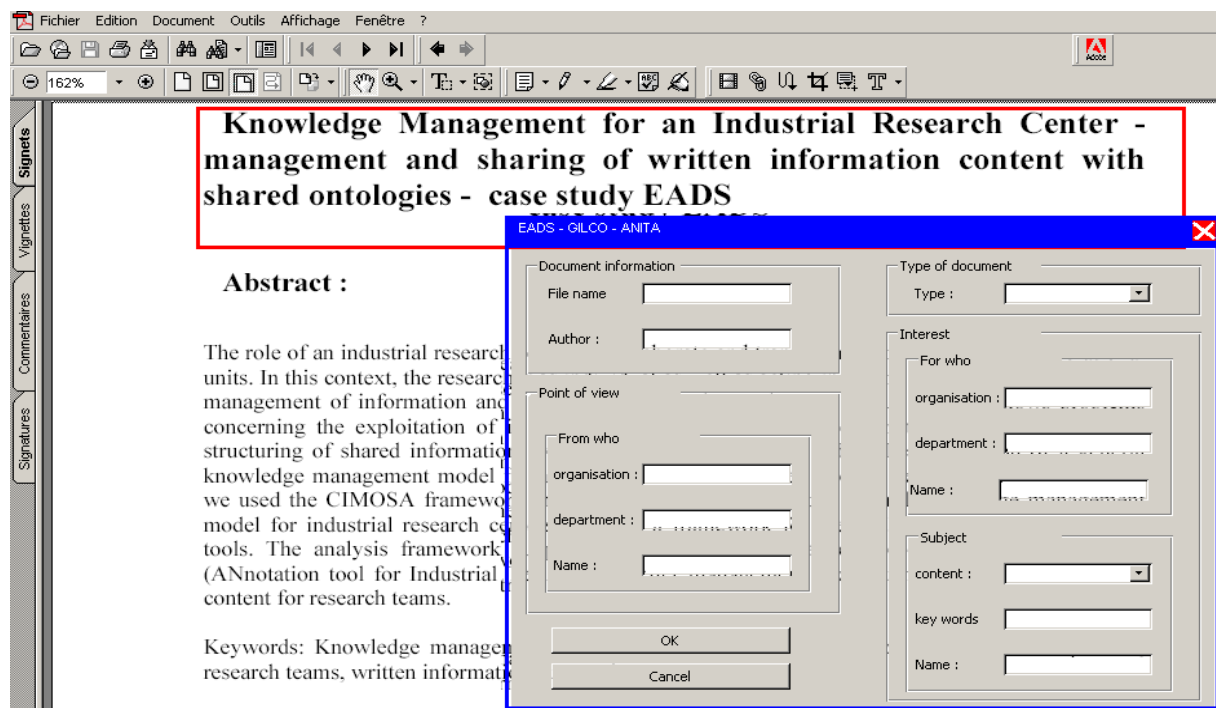 Fichier Edition Document Outils Affichage Fenêtre ?
Adobe
162%
Signets
Vignettes
Commentaires
Signatures
Knowledge Management for an Industrial Research Center -
management and sharing of written information content with
shared ontologies - case study EADS
Abstract :
The role of an industrial research
units. In this context, the research
management of information and
concerning the exploitation of
structuring of shared information
knowledge management model
we used the CIMOSA framewo
model for industrial research ce
tools. The analysis framework
(ANnotation tool for Industrial
content for research teams.
Keywords: Knowledge manager
research teams, written informati
EADS - GILCO - ANITA
Document information
File name
Author :
Point of view
From who
organisation :
department :
Name :
OK
Cancel
Type of document
Type :
Interest
For who
organisation :
department :
Name :
Subject
content :
key words
Name :